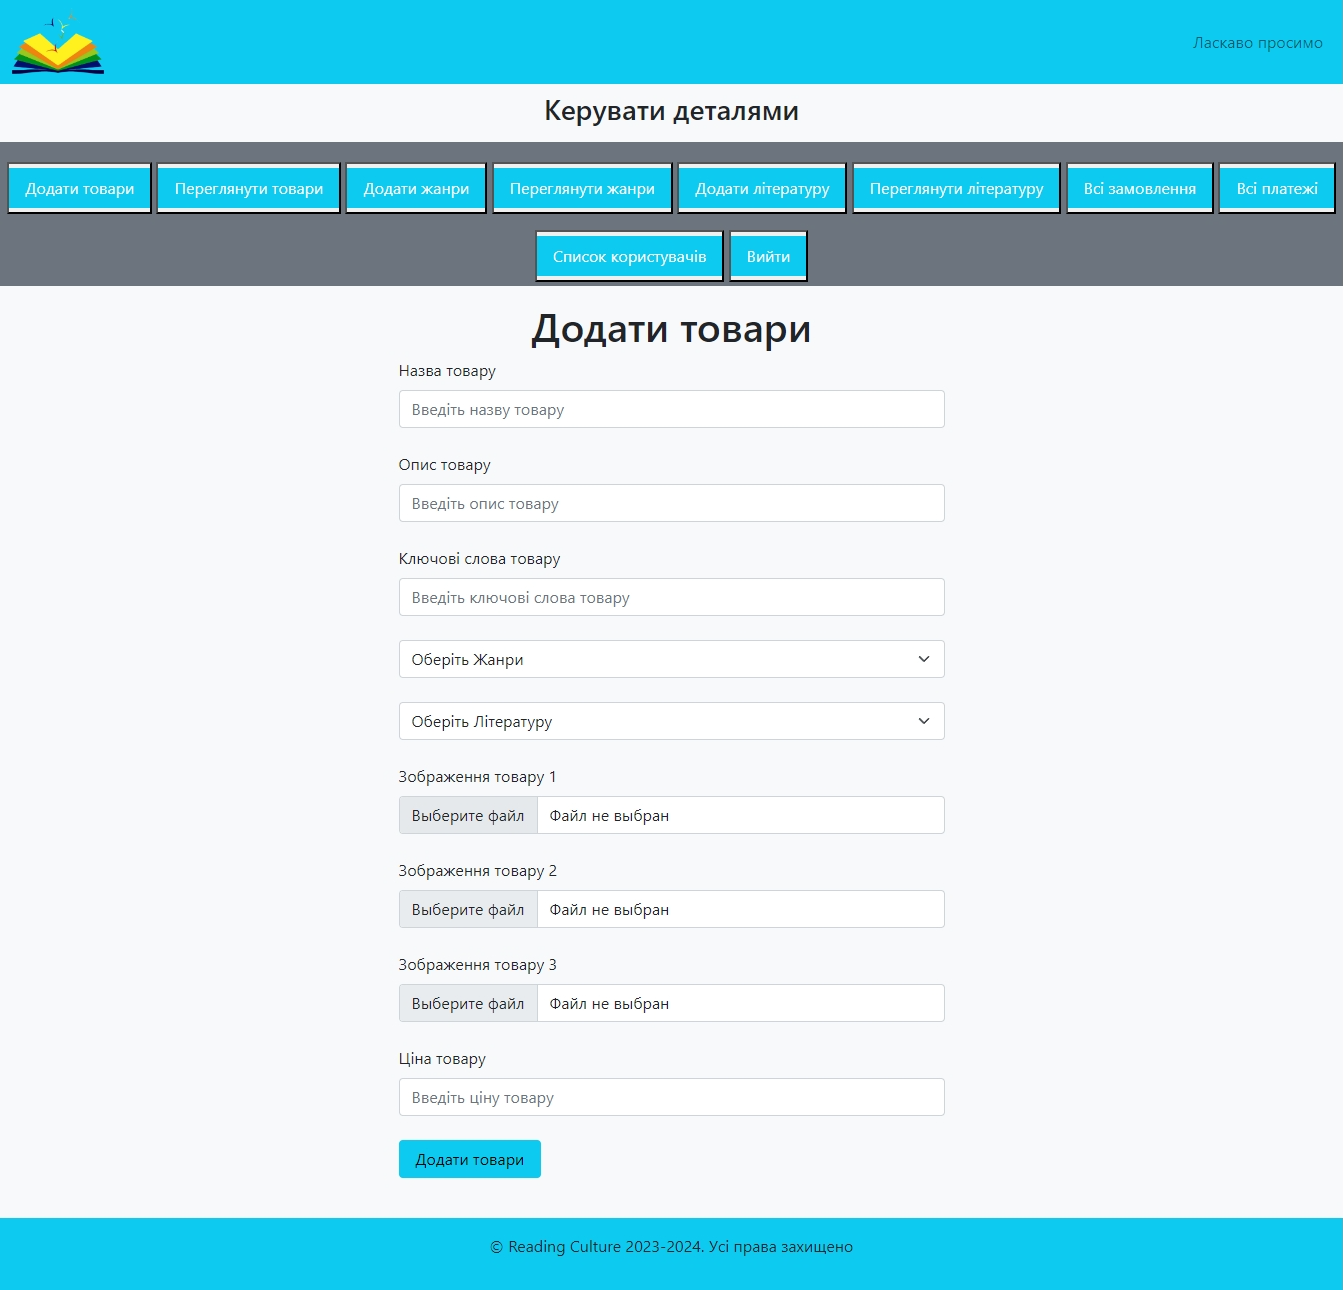 Ласкаво просимо
Керувати деталями
Додати товари Переглянути товари Додати жанри Переглянути жанри Додати літературу Переглянути літературу Всі замовлення Всі платежі
Список користувачів Вийти
Додати товари
Назва товару
Введіть назву товару
Опис товару
Введіть опис товару
Ключові слова товару
Введіть ключові слова товару
Оберіть Жанри
Оберіть Літературу
Зображення товару 1
Выберите файл Файл не выбран
Зображення товару 2
Выберите файл Файл не выбран
Зображення товару 3
Выберите файл Файл не выбран
Ціна товару
Введіть ціну товару
Додати товари
© Reading Culture 2023-2024. Усі права захищено